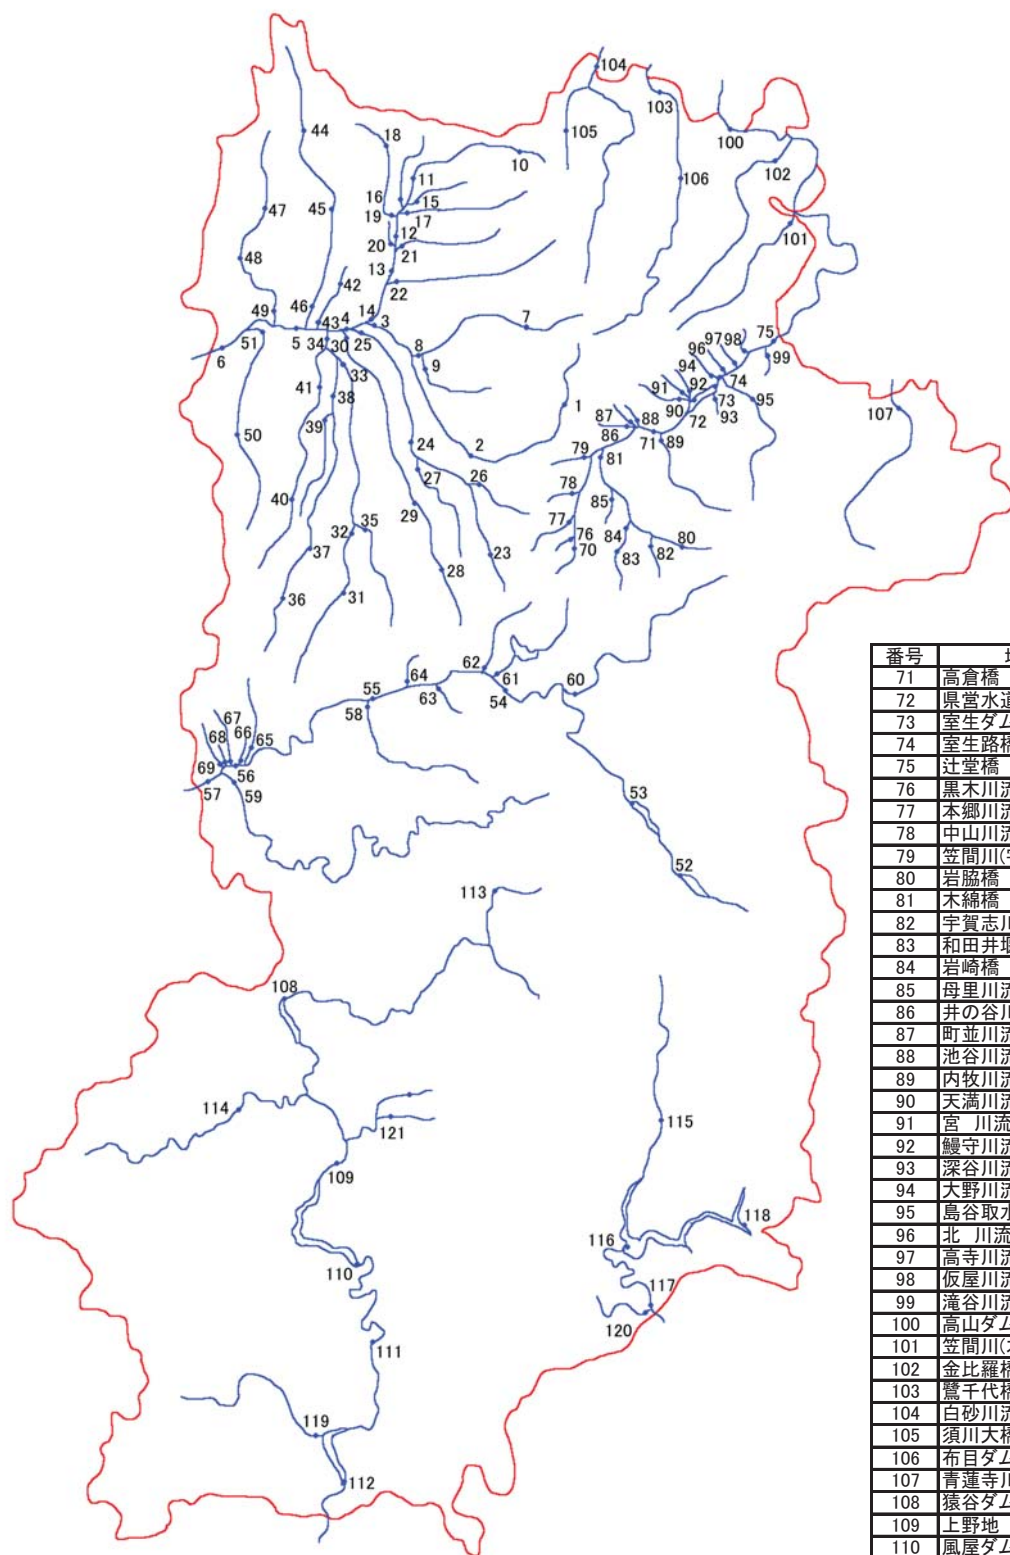 104
103
44
105
100
18
10
102
11
106
16
15
47
45
19
17
101
12
20
21
48
13
42
22
46
49
14
43
4
3
7
51
5
34
30
25
6
8
33
9
75
98
97
96
99
94
74
41
38
92
91
90
73
95
93
107
1
39
72
87
88
86
71
89
50
24
2
79
81
26
27
78
40
29
85
77
32
35
76
84
80
37
23
70
83
82
28
36
31
62
64
61
60
55
63
54
58
67
66
65
68
69
56
57
59
53
52
113
108
114
121
115
109
118
116
110
117
120
111
119
112
番号
71 高倉橋
72 県営水道
73 室生ダム
74 室生路橋
75 辻堂橋
76 黒木川流
77 本郷川流
78 中山川流
79 笠間川(
80 岩脇橋
81 木綿橋
82 宇賀志川
83 和田井堰
84 岩崎橋
85 母里川流
86 井の谷川
87 町並川流
88 池谷川流
89 内牧川流
90 天満川流
91 宮 川流
92 鰻守川流
93 深谷川流
94 大野川流
95 島谷取水
96 北 川流
97 高寺川流
98 仮屋川流
99 滝谷川流
100 高山ダム
101 笠間川(
102 金比羅橋
103 鷺千代橋
104 白砂川流
105 須川大橋
106 布目ダム
107 青蓮寺川
108 猿谷ダム
109 上野地
110 風屋ダム